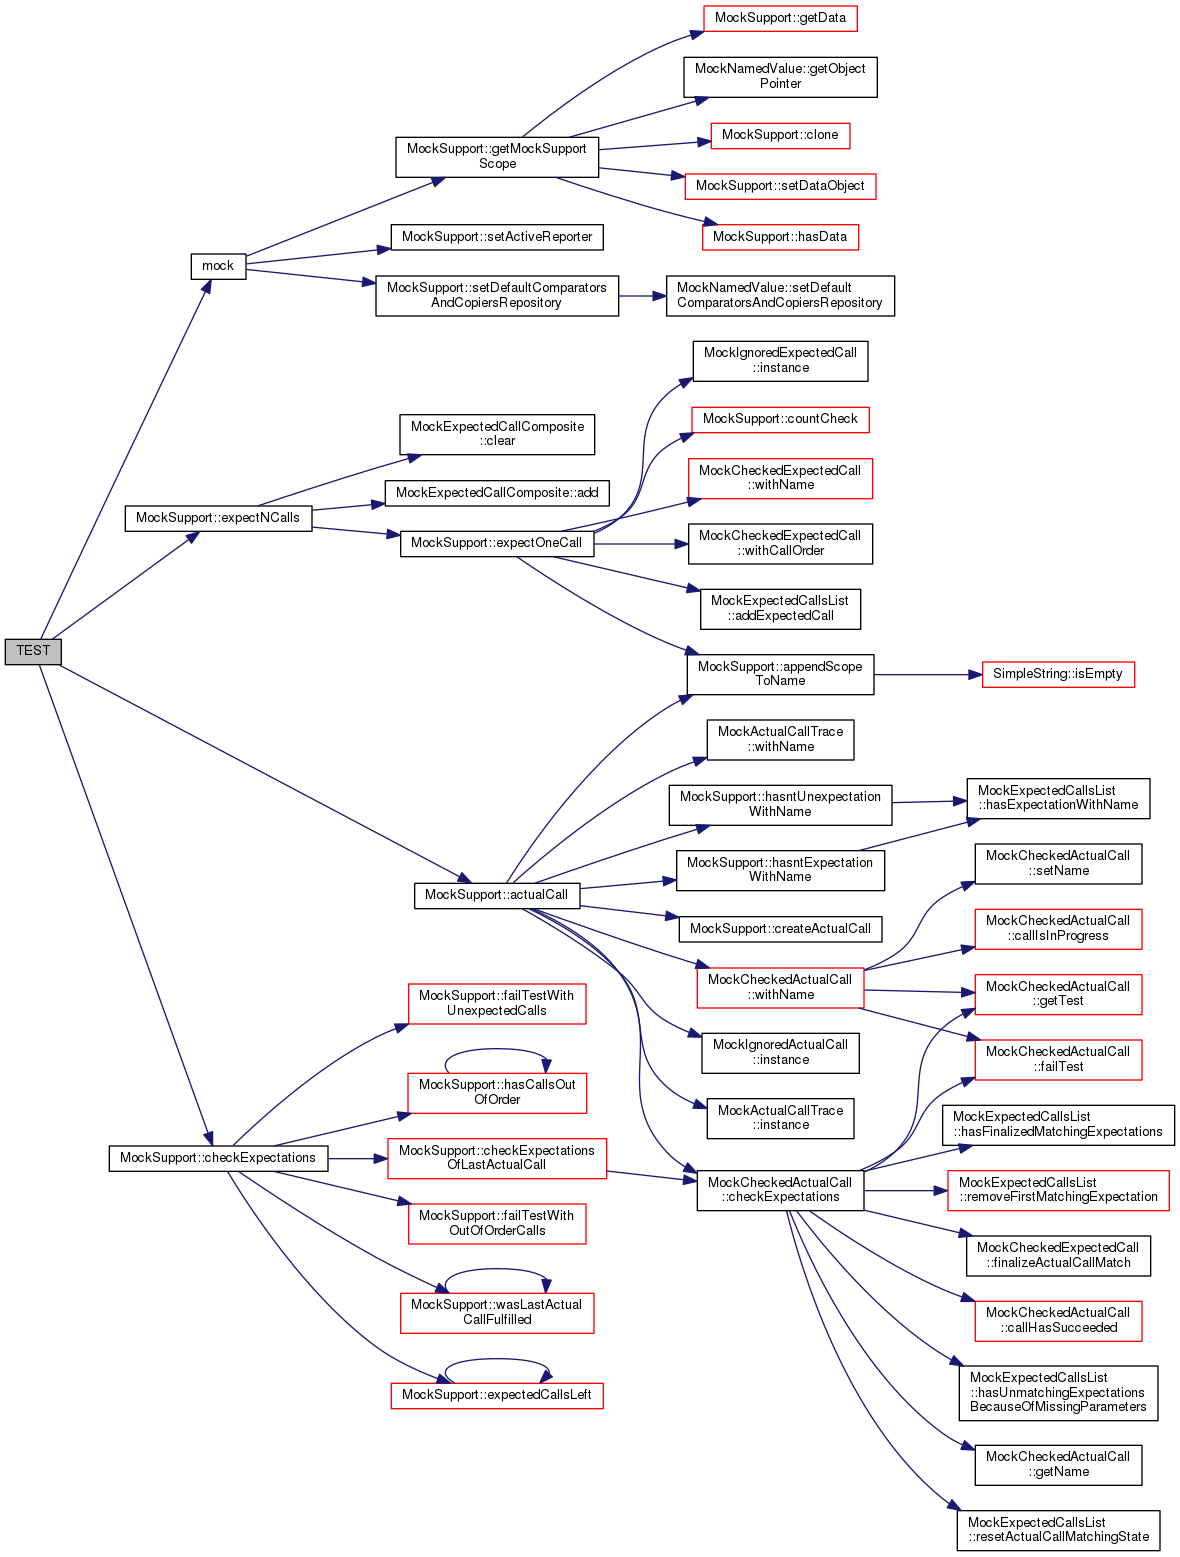 MockSupport::getData
MockNamedValue::getObject
Pointer
MockSupport::getMockSupport
Scope
MockSupport::clone
MockSupport::setDataObject
MockSupport::hasData
MockSupport::setActiveReporter
mock
MockSupport::setDefaultComparators
AndCopiersRepository
MockNamedValue::setDefault
ComparatorsAndCopiersRepository
MockIgnoredExpectedCall
::instance
MockExpectedCallComposite
::clear
MockSupport::countCheck
MockCheckedExpectedCall
::withName
MockExpectedCallComposite::add
MockSupport::expectNCalls
MockSupport::expectOneCall
MockCheckedExpectedCall
::withCallOrder
MockExpectedCallsList
::addExpectedCall
TEST
MockSupport::appendScope
ToName
SimpleString::isEmpty
MockActualCallTrace
::withName
MockSupport::hasntUnexpectation
WithName
MockExpectedCallsList
::hasExpectationWithName
MockSupport::hasntExpectation
WithName
MockCheckedActualCall
::setName
MockSupport::actualCall
MockSupport::createActualCall
MockCheckedActualCall
::callIsInProgress
MockCheckedActualCall
::withName
MockCheckedActualCall
::getTest
MockSupport::failTestWith
UnexpectedCalls
MockIgnoredActualCall
::instance
MockCheckedActualCall
::failTest
MockSupport::hasCallsOut
OfOrder
MockActualCallTrace
::instance
MockExpectedCallsList
::hasFinalizedMatchingExpectations
MockSupport::checkExpectations
MockSupport::checkExpectations
OfLastActualCall
MockCheckedActualCall
::checkExpectations
MockExpectedCallsList
::removeFirstMatchingExpectation
MockSupport::failTestWith
OutOfOrderCalls
MockCheckedExpectedCall
::finalizeActualCallMatch
MockSupport::wasLastActual
CallFulfilled
MockCheckedActualCall
::callHasSucceeded
MockSupport::expectedCallsLeft
MockExpectedCallsList
::hasUnmatchingExpectations
BecauseOfMissingParameters
MockCheckedActualCall
::getName
MockExpectedCallsList
::resetActualCallMatchingState